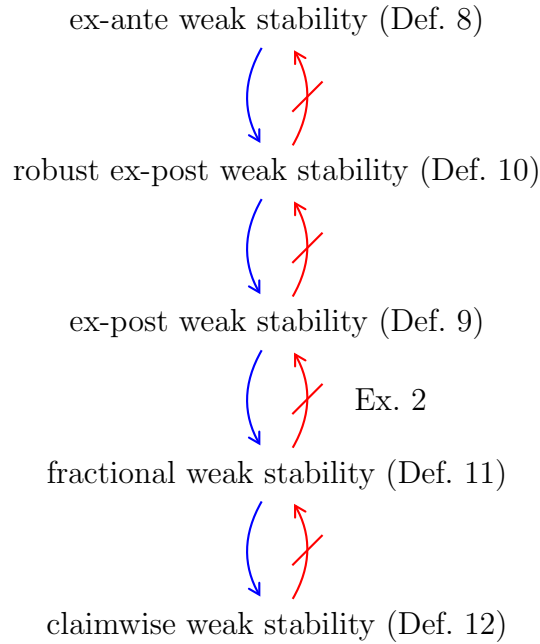 ex-ante weak stability (Def. 8)
robust ex-post weak stability (Def. 10)
ex-post weak stability (Def. 9)
Ex. 2
fractional weak stability (Def. 11)
claimwise weak stability (Def. 12)